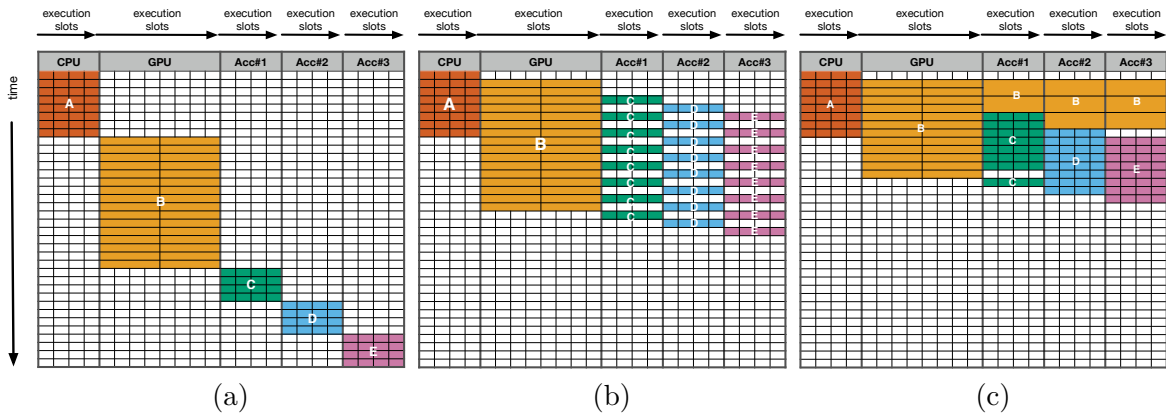 execution slots execution slots execution slots execution slots execution slots
CPU GPU Acc#1 Acc#2 Acc#3
time
A
B
C
D
E
(a)
execution slots execution slots execution slots execution slots execution slots
CPU GPU Acc#1 Acc#2 Acc#3
A
B
C D E
C D E
C D E
C D E
C D E
C D E
C D E
C D E
(b)
execution slots execution slots execution slots execution slots execution slots
CPU GPU Acc#1 Acc#2 Acc#3
A
B
B B B
C
D
E
C
(c)